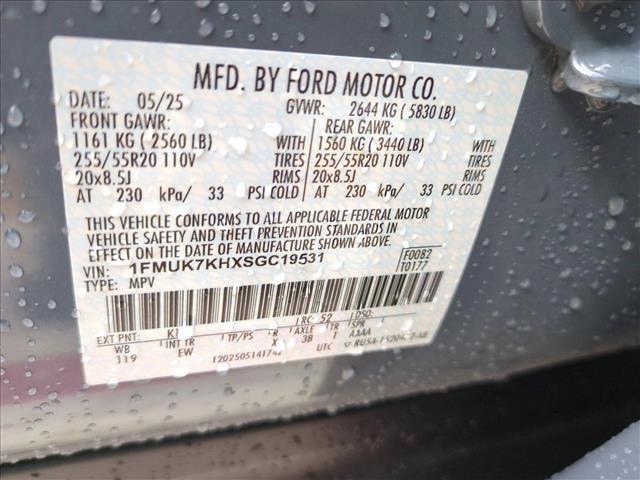 MFD. BY FORD MOTOR CO.
DATE: 05/25 GVWR: 2644 KG ( 5830 LB)
FRONT GAWR: REAR GAWR:
1161 KG ( 2560 LB) WITH 1560 KG ( 3440 LB) WITH
255/55R20 110V TIRES 255/55R20 110V TIRES
20x8.5J RIMS 20x8.5J RIMS
AT 230 kPa/ 33 PSI COLD AT 230 kPa/ 33 PSI COLD
THIS VEHICLE CONFORMS TO ALL APPLICABLE FEDERAL MOTOR
VEHICLE SAFETY AND THEFT PREVENTION STANDARDS IN
EFFECT ON THE DATE OF MANUFACTURE SHOWN ABOVE.
VIN: 1FMUK7KHXSGC19531 F0082
TYPE: MPV T0177
EXT PNT: KI RC: 52 DSO:
WB INT TR TP/PS R AXLE TR SPR
119 EW X 3B T AAAA
UTC